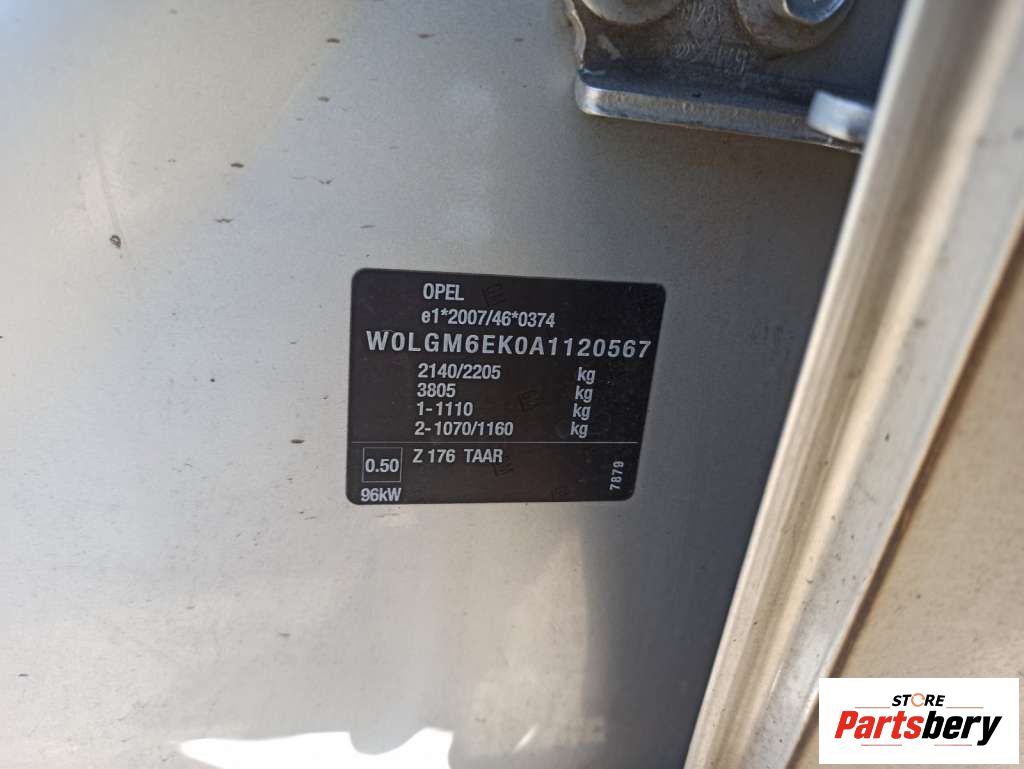 OPEL
e1*2007/46*0374
W0LGM6EK0A1120567
2140/2205 kg
3805 kg
1-1110 kg
2-1070/1160 kg
0.50 Z 176 TAAR
96kW
7879
STORE
Partsbery